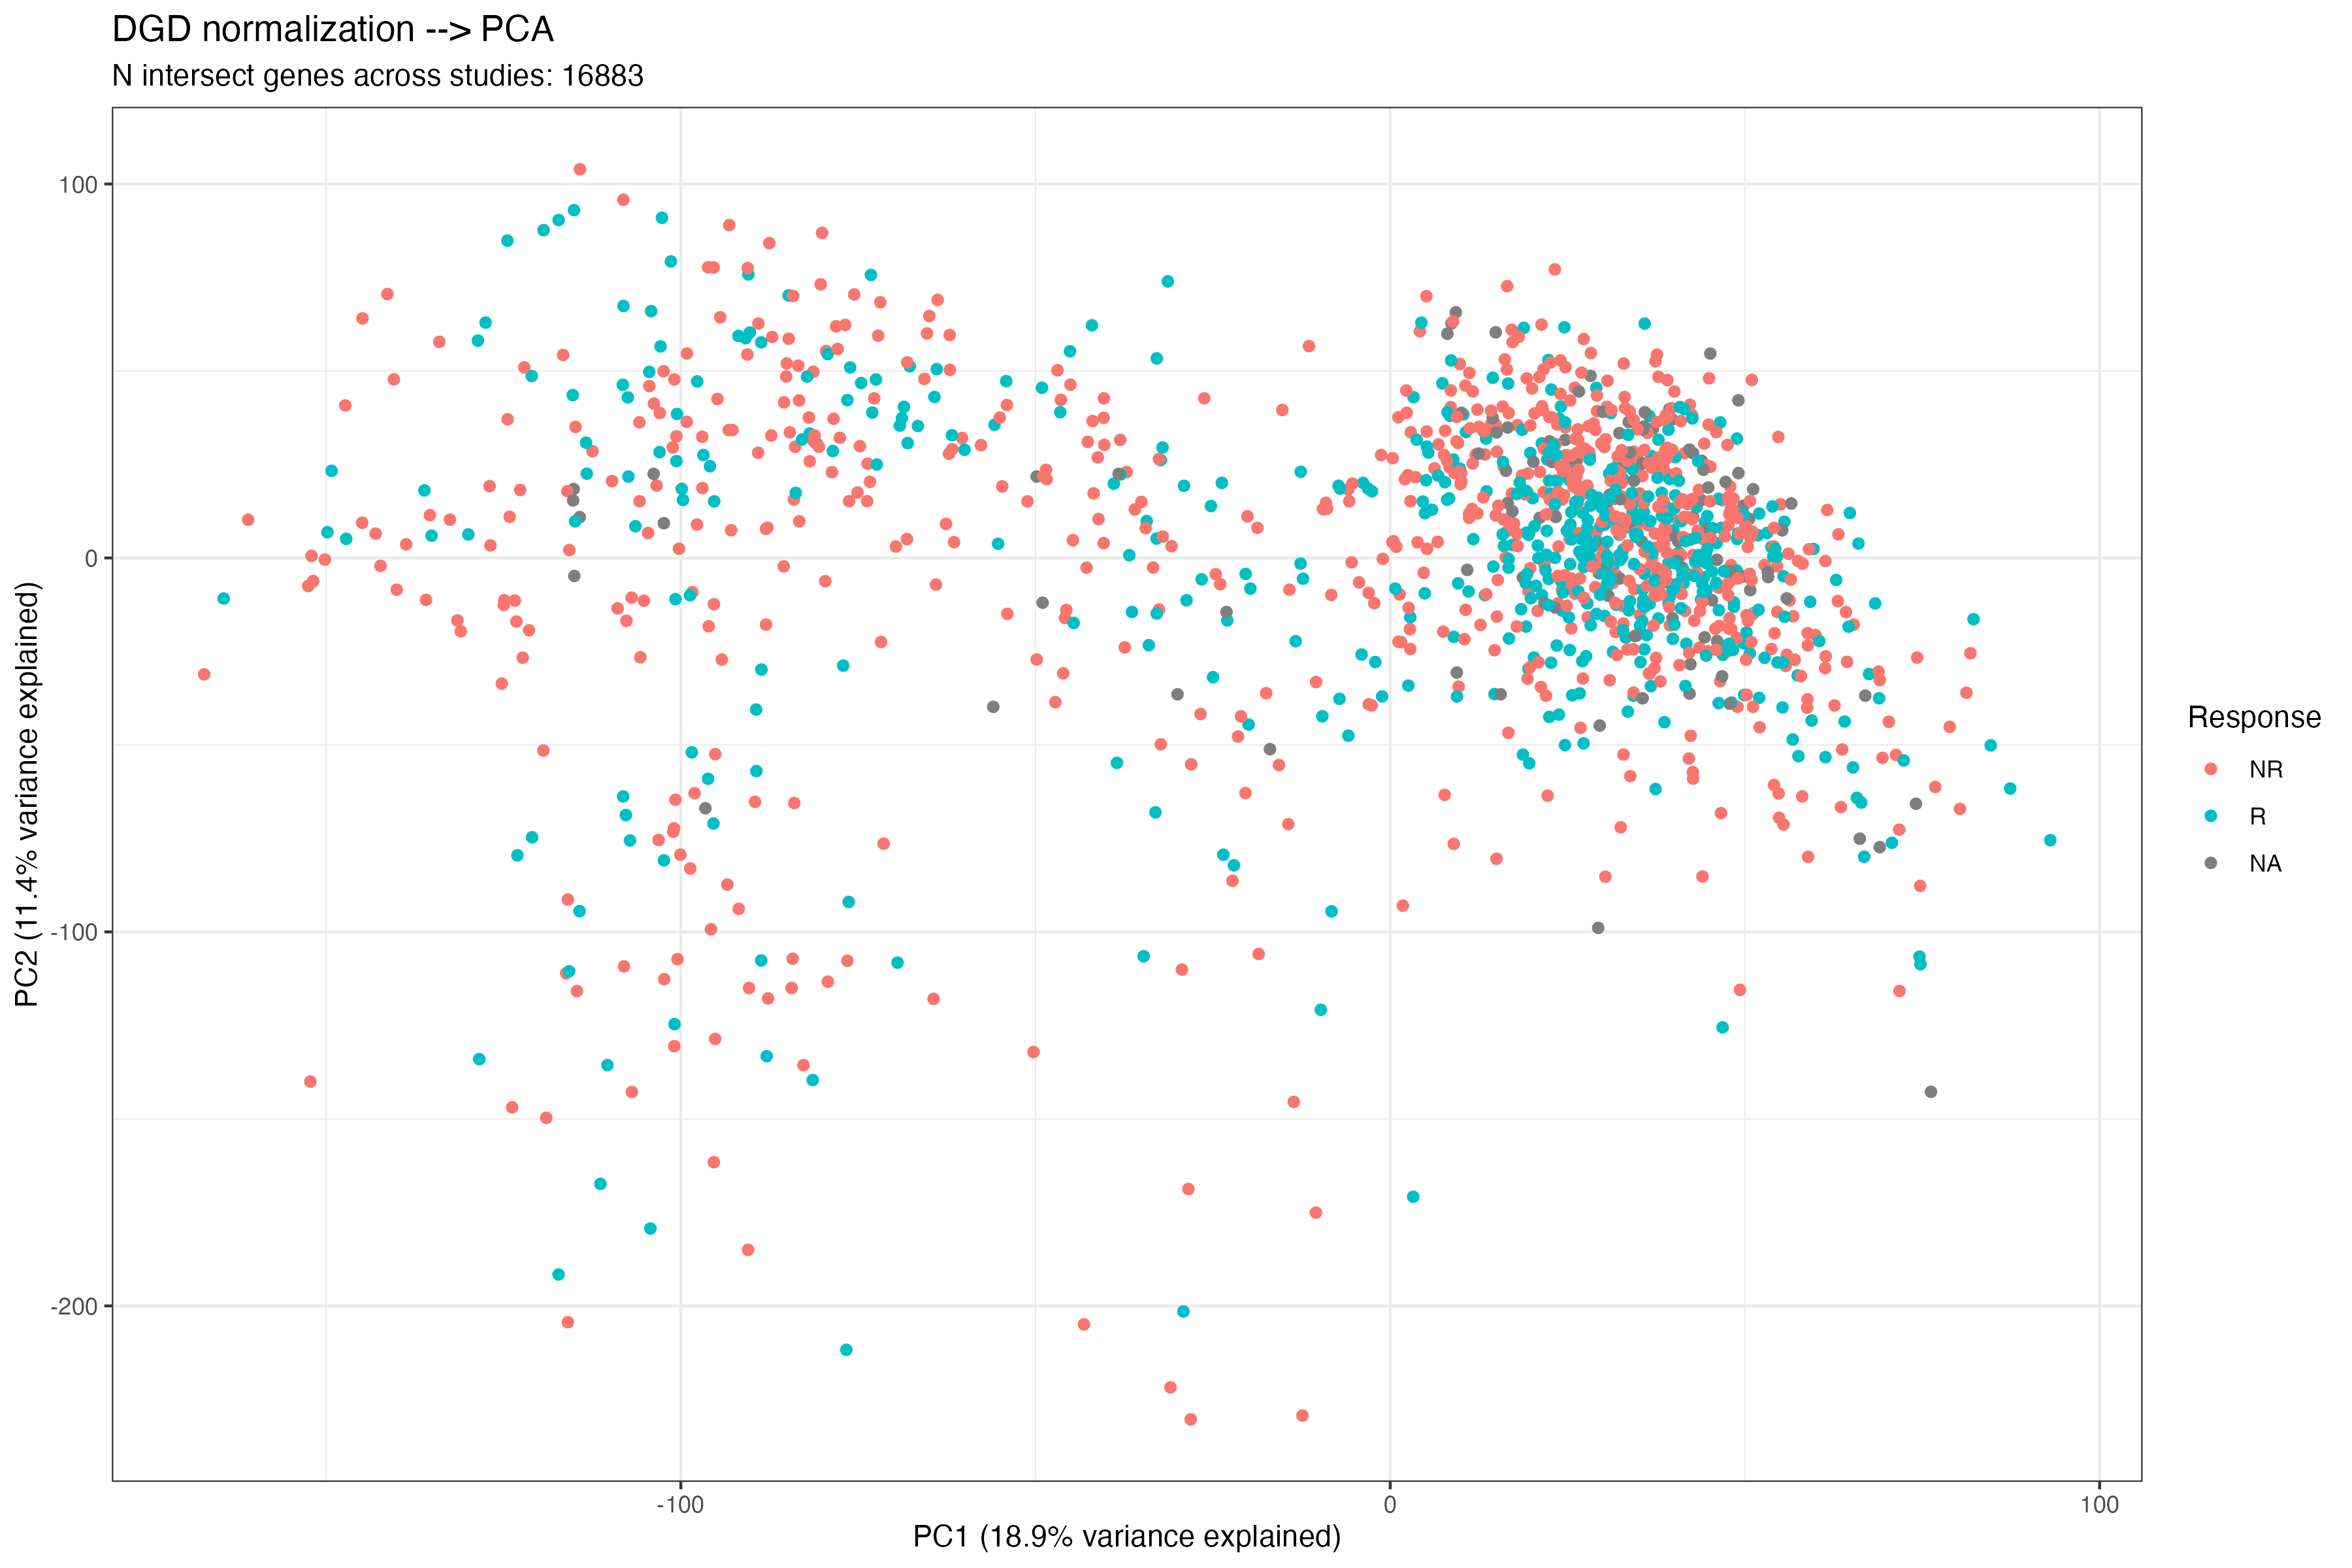 DGD normalization --> PCA
N intersect genes across studies: 16883
PC2 (11.4% variance explained)
100
0
-100
-200
-100
0
100
PC1 (18.9% variance explained)
Response
NR
R
NA